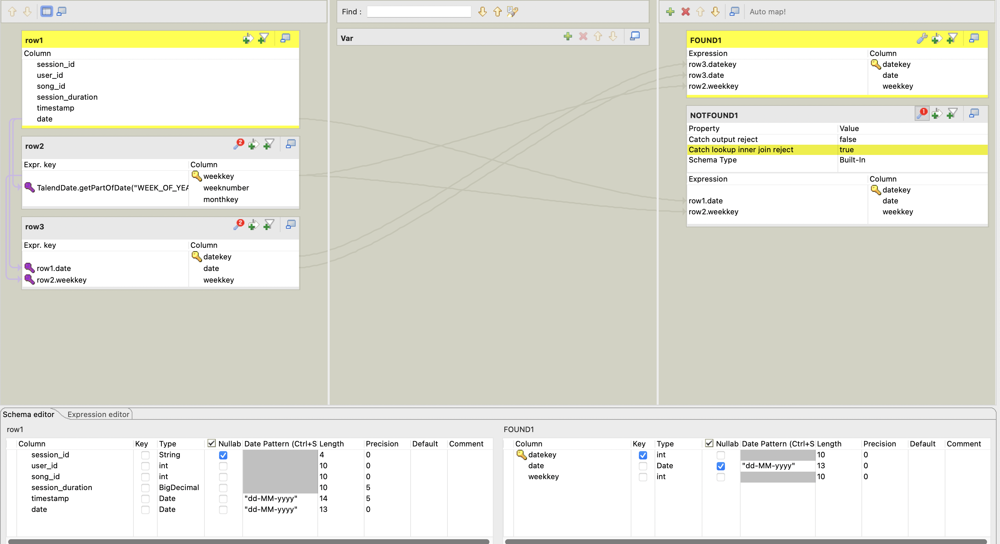 Find :
Auto map!
row1
Column
session_id
user_id
song_id
session_duration
timestamp
date
row2
2
Expr. key Column
weekkey
TalendDate.getPartOfDate("WEEK_OF_YEA weeknumber
monthkey
row3
2
Expr. key Column
datekey
row1.date date
row2.weekkey weekkey
Var
FOUND1
Expression Column
row3.datekey datekey
row3.date date
row2.weekkey weekkey
NOTFOUND1
1
Property Value
Catch output reject false
Catch lookup inner join reject true
Schema Type Built-In
Expression Column
datekey
row1.date date
row2.weekkey weekkey
Schema editor Expression editor
row1
Column Key Type Nullab Date Pattern (Ctrl+S Length Precision Default Comment
session_id String 4 0
user_id int 10 0
song_id int 10 0
session_duration BigDecimal 10 5
timestamp Date "dd-MM-yyyy" 14 5
date Date "dd-MM-yyyy" 13 0
FOUND1
Column Key Type Nullab Date Pattern (Ctrl+S Length Precision Default Comment
datekey int 10 0
date Date "dd-MM-yyyy" 13 0
weekkey int 10 0